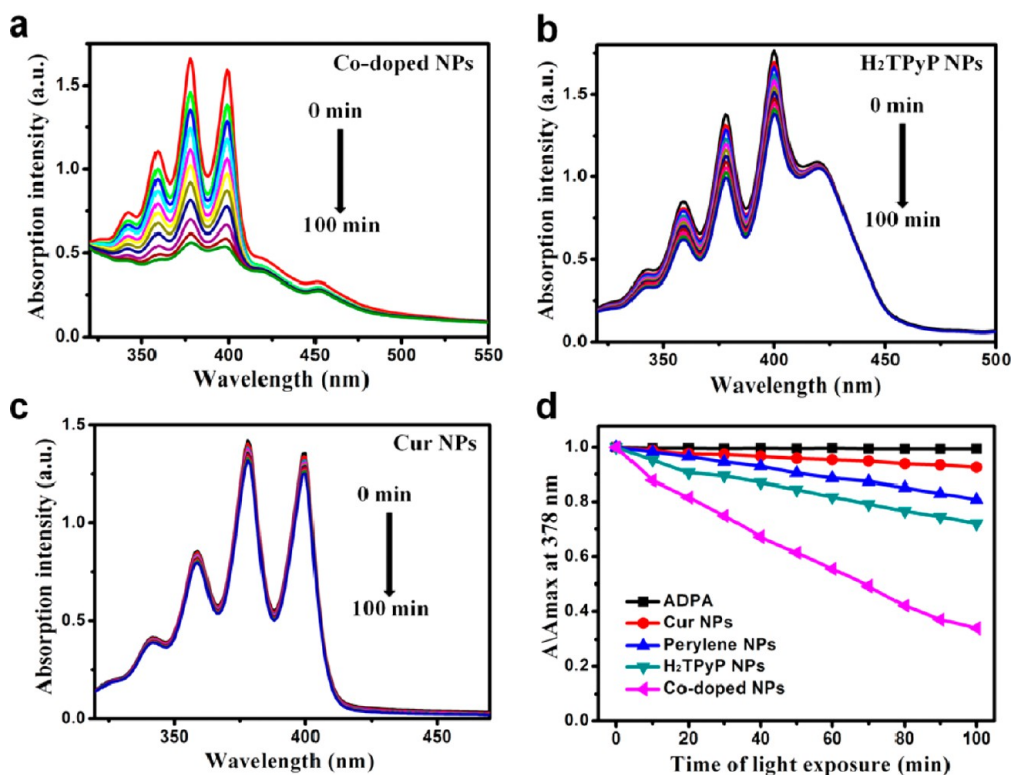 a
Absorption intensity (a.u.)
1.5
1.0
0.5
0.0
Co-doped NPs
0 min
100 min
350 400 450 500 550
Wavelength (nm)
b
Absorption intensity (a.u.)
1.5
1.0
0.5
0.0
H₂TPyP NPs
0 min
100 min
350 400 450 500
Wavelength (nm)
c
Absorption intensity (a.u.)
1.5
1.0
0.5
0.0
Cur NPs
0 min
100 min
350 400 450
Wavelength (nm)
d
A\Amax at 378 nm
1.0
0.8
0.6
0.4
0.2
0.0
ADPA
Cur NPs
Perylene NPs
H₂TPyP NPs
Co-doped NPs
0 20 40 60 80 100
Time of light exposure (min)